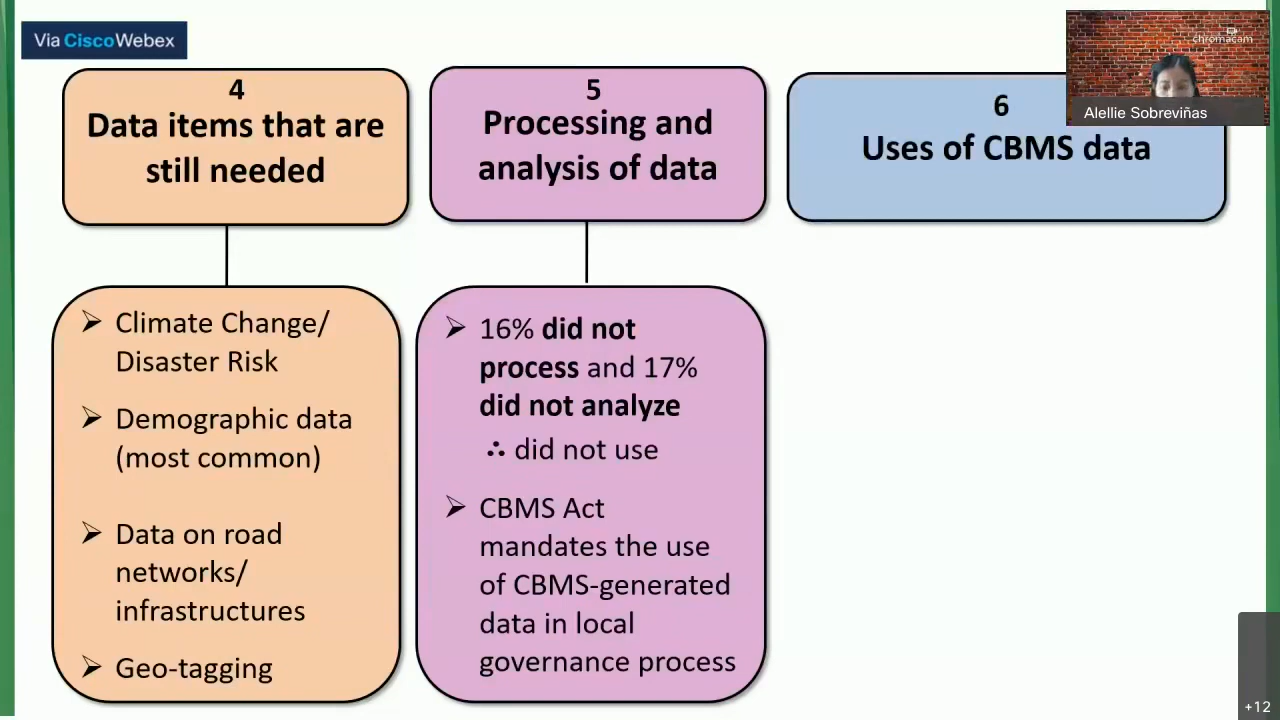 Via CiscoWebex
chromacam
Alellie Sobreviñas
4
Data items that are
still needed
5
Processing and
analysis of data
6
Uses of CBMS data
➢ Climate Change/
Disaster Risk
➢ Demographic data
(most common)
➢ Data on road
networks/
infrastructures
➢ Geo-tagging
➢ 16% did not
process and 17%
did not analyze
∴ did not use
➢ CBMS Act
mandates the use
of CBMS-generated
data in local
governance process
+12